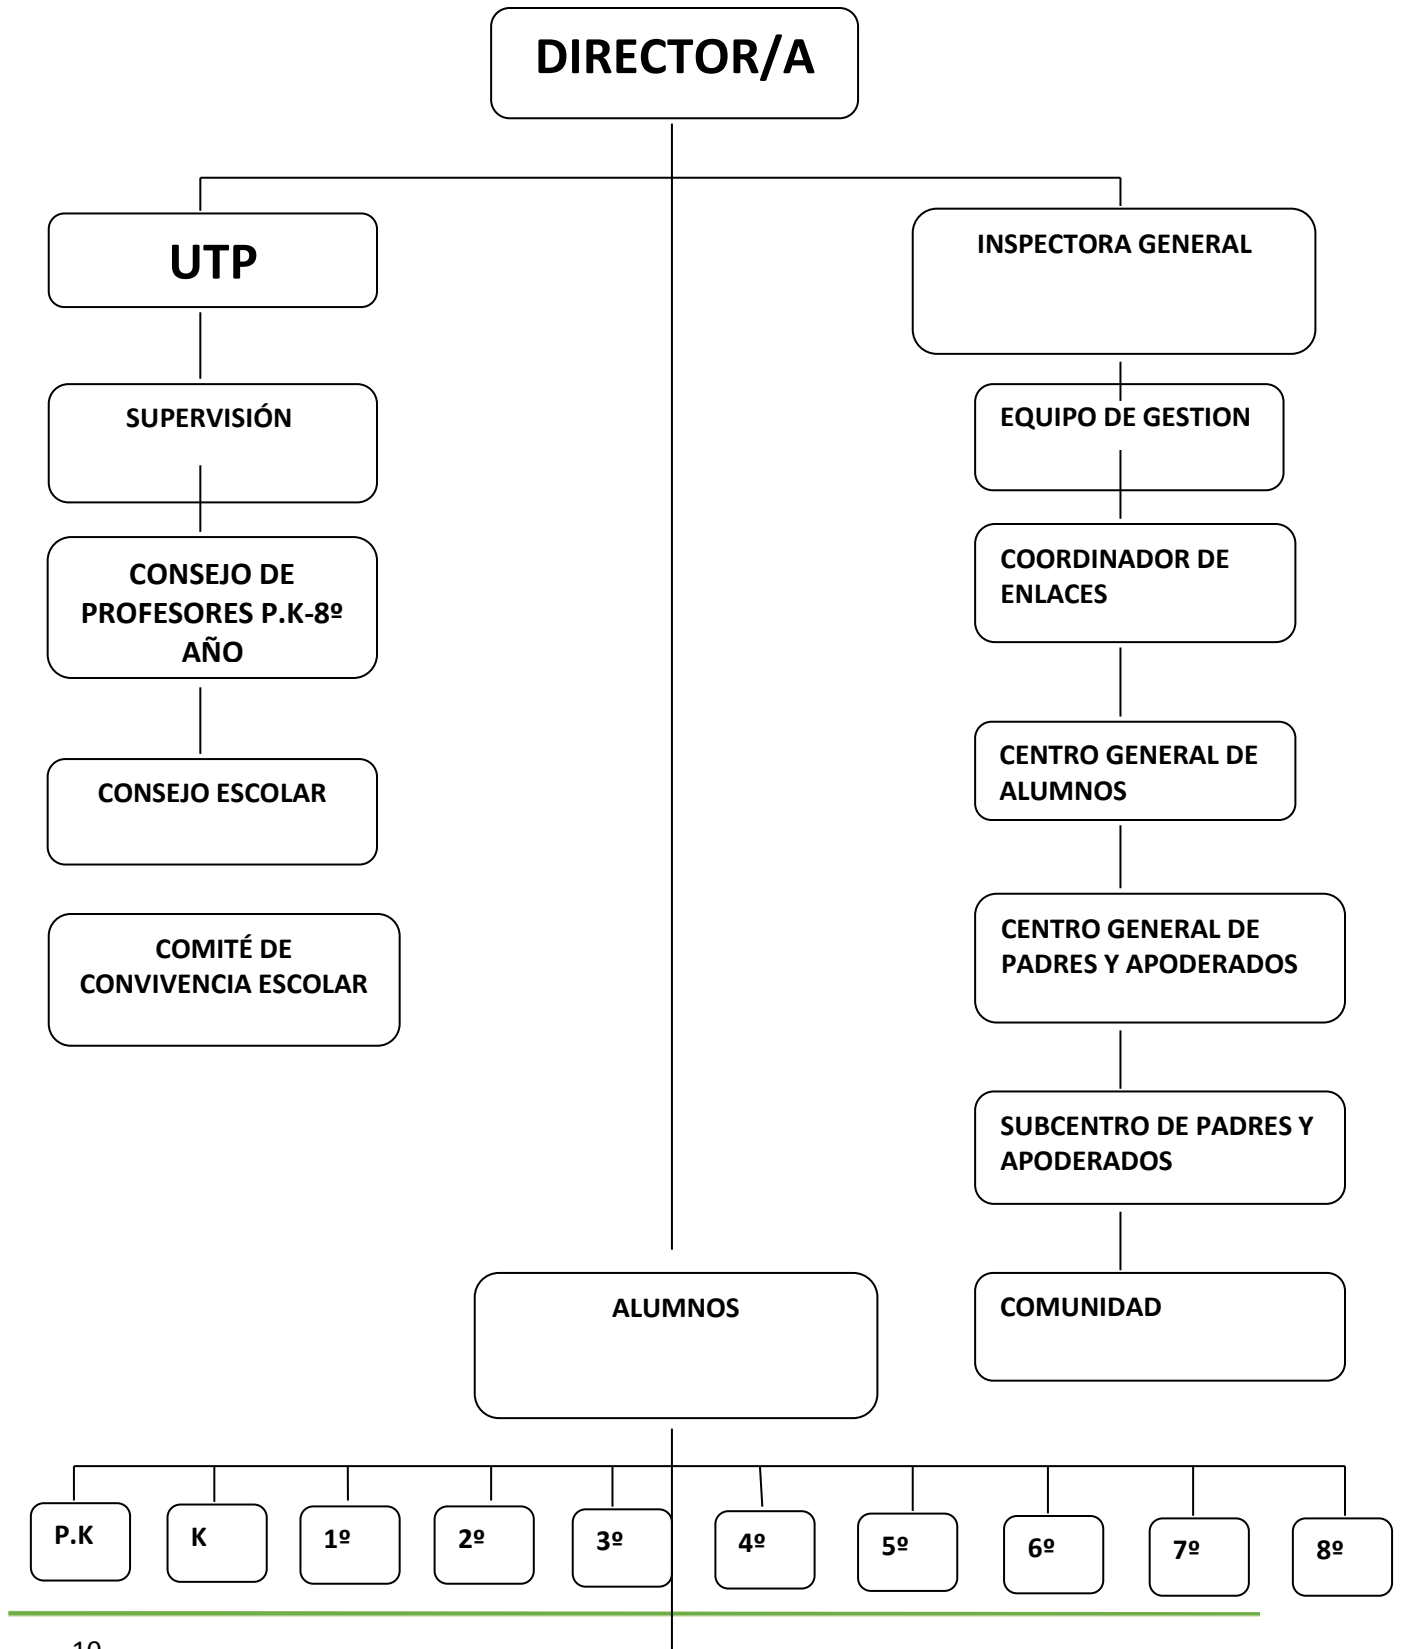 DIRECTOR/A
UTP
INSPECTORA GENERAL
SUPERVISIÓN
EQUIPO DE GESTION
CONSEJO DE
PROFESORES P.K-8º
AÑO
COORDINADOR DE
ENLACES
CONSEJO ESCOLAR
CENTRO GENERAL DE
ALUMNOS
COMITÉ DE
CONVIVENCIA ESCOLAR
CENTRO GENERAL DE
PADRES Y APODERADOS
SUBCENTRO DE PADRES Y
APODERADOS
ALUMNOS
COMUNIDAD
P.K
K
1º
2º
3º
4º
5º
6º
7º
8º
10